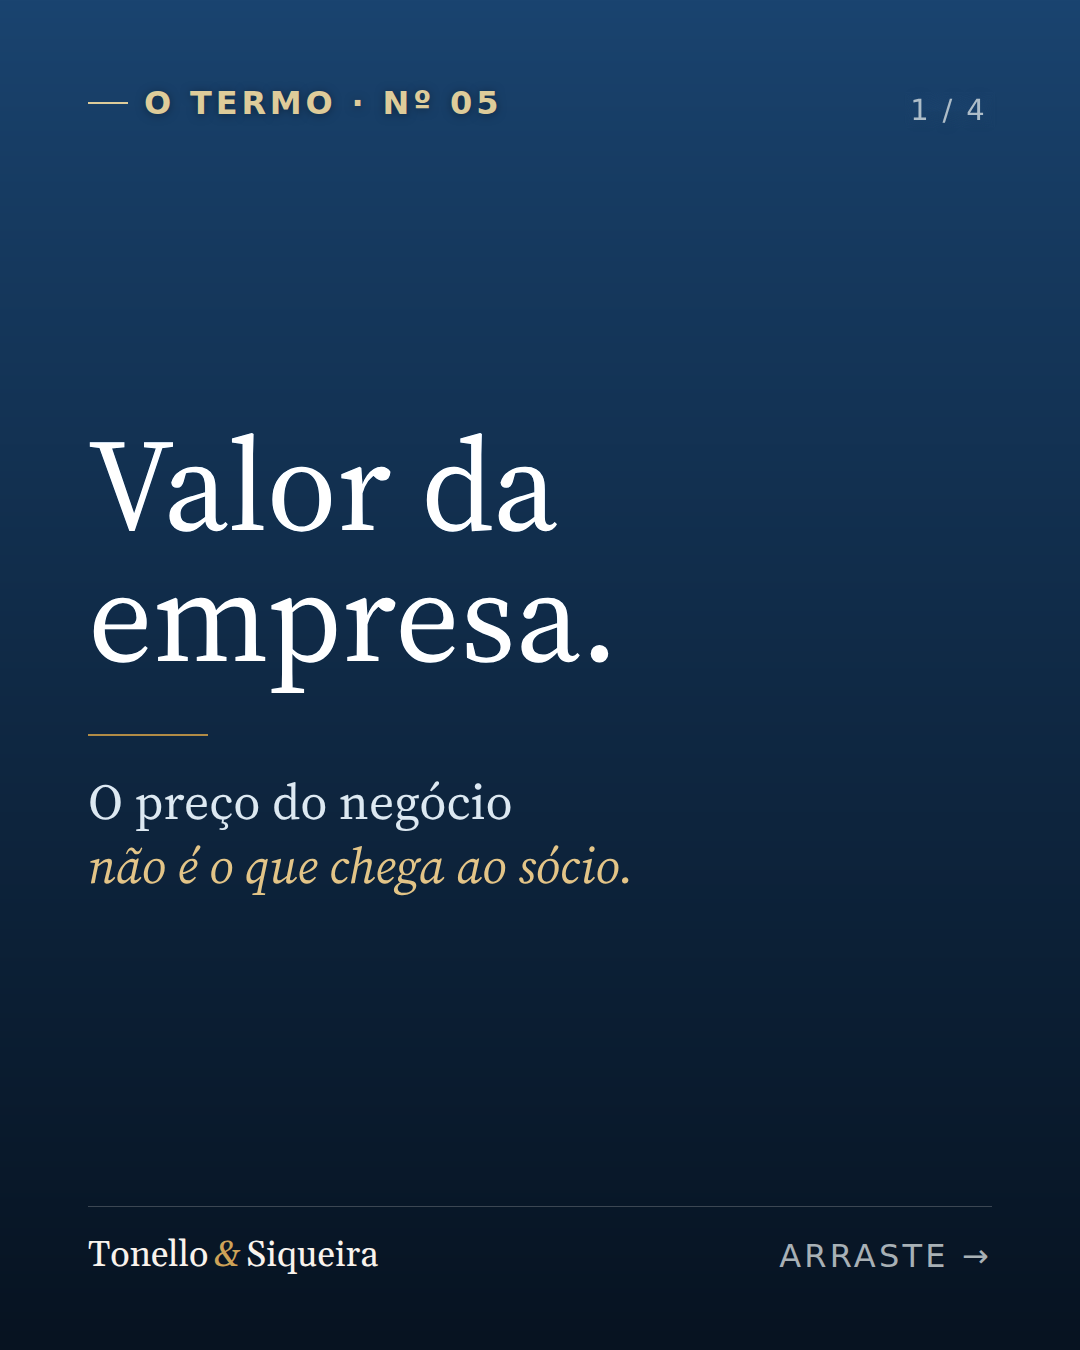 O TERMO · Nº 05
1 / 4
Valor da
empresa.
O preço do negócio
não é o que chega ao sócio.
Tonello & Siqueira
ARRASTE →